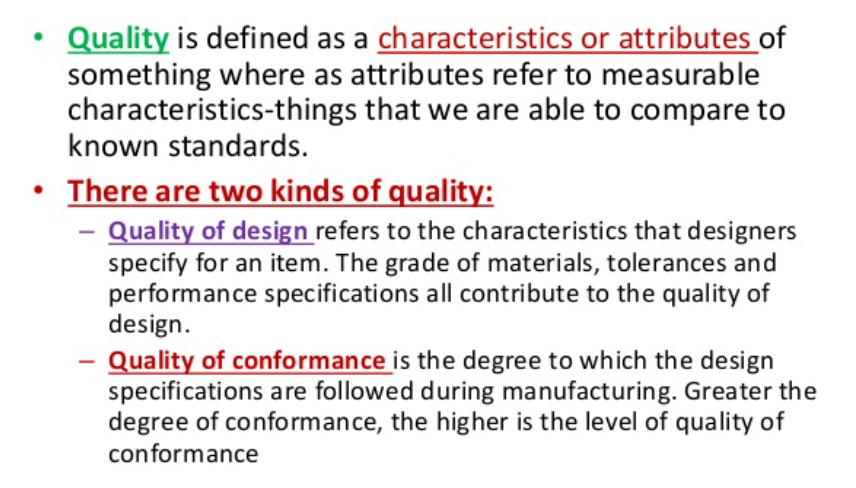 • Quality is defined as a characteristics or attributes of
something where as attributes refer to measurable
characteristics-things that we are able to compare to
known standards.
• There are two kinds of quality:
– Quality of design refers to the characteristics that designers
specify for an item. The grade of materials, tolerances and
performance specifications all contribute to the quality of
design.
– Quality of conformance is the degree to which the design
specifications are followed during manufacturing. Greater the
degree of conformance, the higher is the level of quality of
conformance